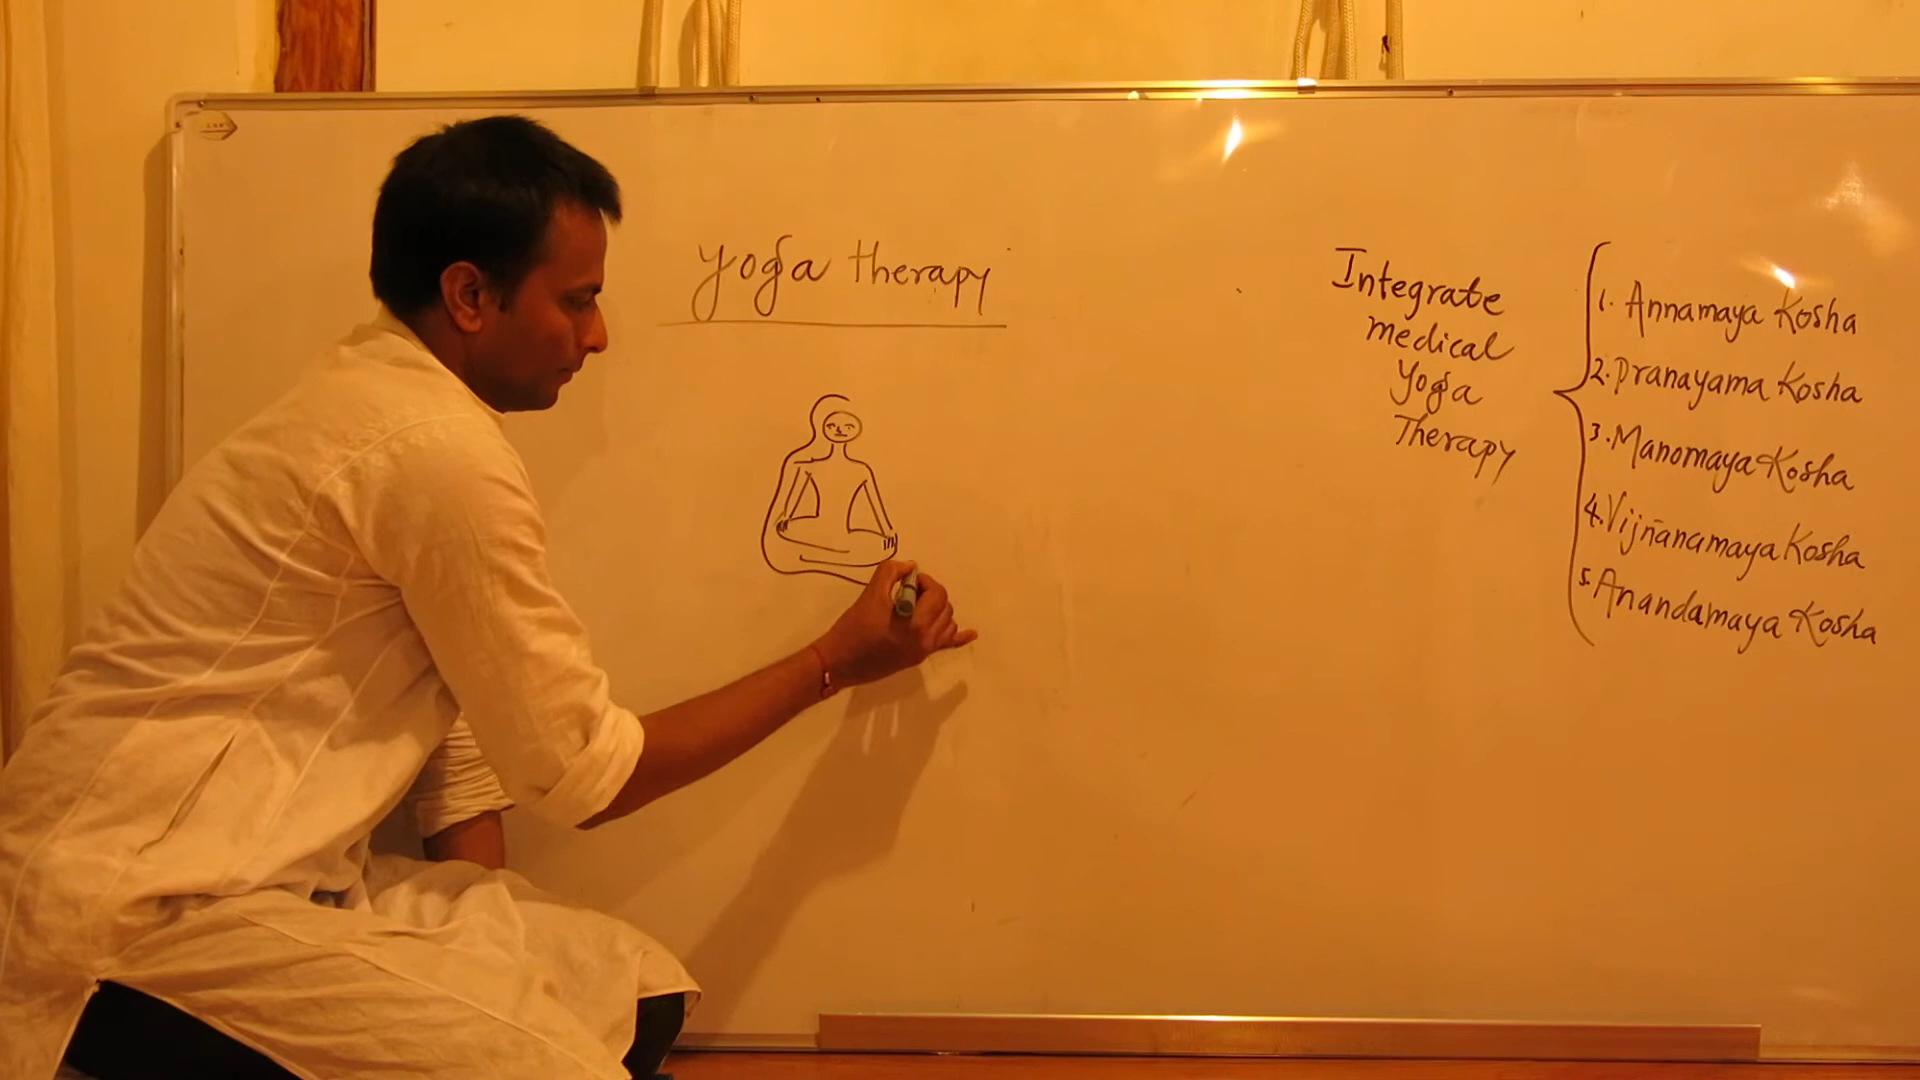 Yoga therapy
Integrate
medical
Yoga
Therapy
1. Annamaya Kosha
2. Pranayama Kosha
3. Manomaya Kosha
4. Vijñanamaya Kosha
5. Anandamaya Kosha